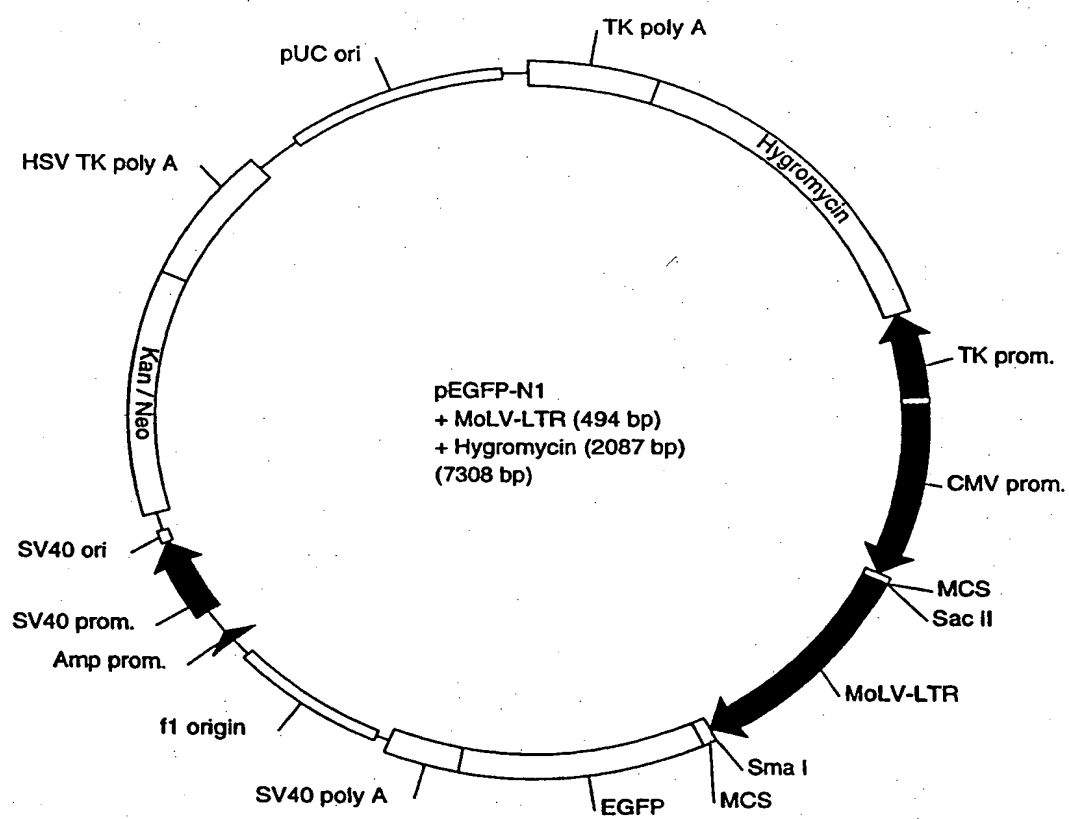 TK poly A
pUC ori
HSV TK poly A
Hygromycin
TK prom.
CMV prom.
Kan / Neo
pEGFP-N1
+ MoLV-LTR (494 bp)
+ Hygromycin (2087 bp)
(7308 bp)
SV40 ori
MCS
Sac II
SV40 prom.
Amp prom.
MoLV-LTR
f1 origin
Sma I
SV40 poly A
EGFP
MCS